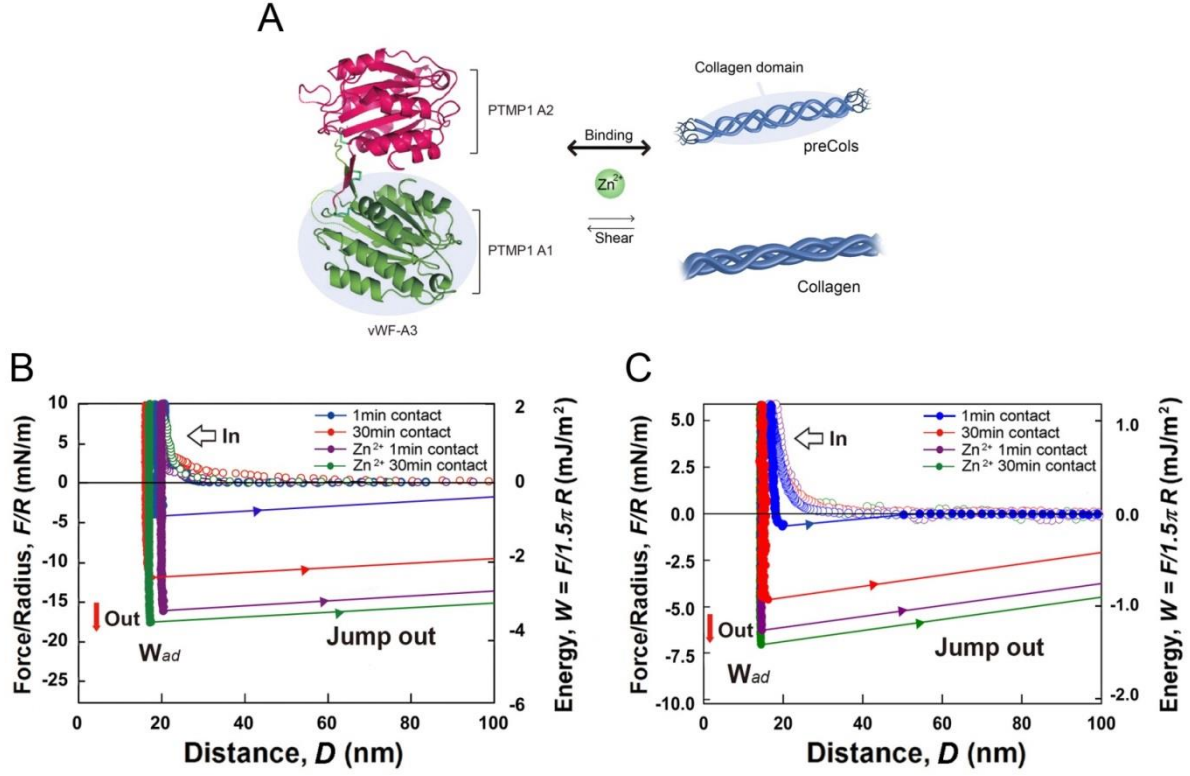 A
PTMP1 A2
PTMP1 A1
vWF-A3
Binding
Zn²⁺
Shear
Collagen domain
preCols
Collagen
B
Force/Radius, F/R (mN/m)
10
5
0
-5
-10
-15
-20
-25
In
1min contact
30min contact
Zn²⁺ 1min contact
Zn²⁺ 30min contact
Out
Wad
Jump out
2
0
-2
-4
-6
Energy, W = F/1.5π R (mJ/m²)
0 20 40 60 80 100
Distance, D (nm)
C
Force/Radius, F/R (mN/m)
5.0
2.5
0.0
-2.5
-5.0
-7.5
-10.0
In
1min contact
30min contact
Zn²⁺ 1min contact
Zn²⁺ 30min contact
Out
Wad
Jump out
1.0
0.0
-1.0
-2.0
Energy, W = F/1.5π R (mJ/m²)
0 20 40 60 80 100
Distance, D (nm)